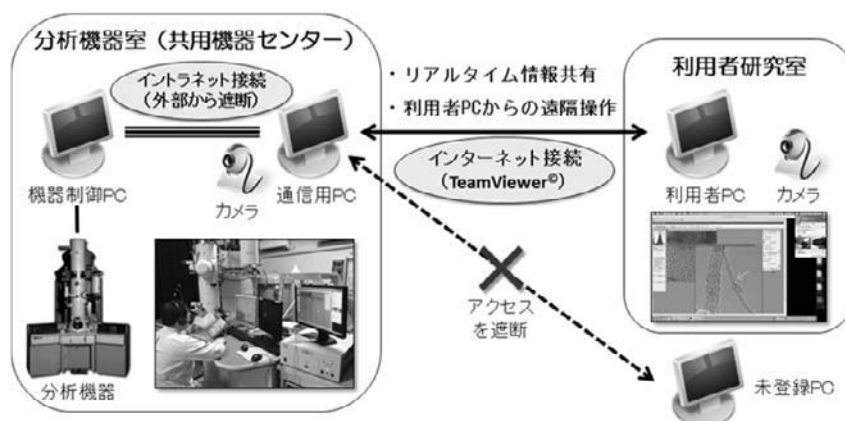 分析機器室（共用機器センター）
イントラネット接続
（外部から遮断）
機器制御PC
カメラ
通信用PC
分析機器
・リアルタイム情報共有
・利用者PCからの遠隔操作
インターネット接続
（TeamViewer©）
アクセス
を遮断
利用者研究室
利用者PC
カメラ
未登録PC